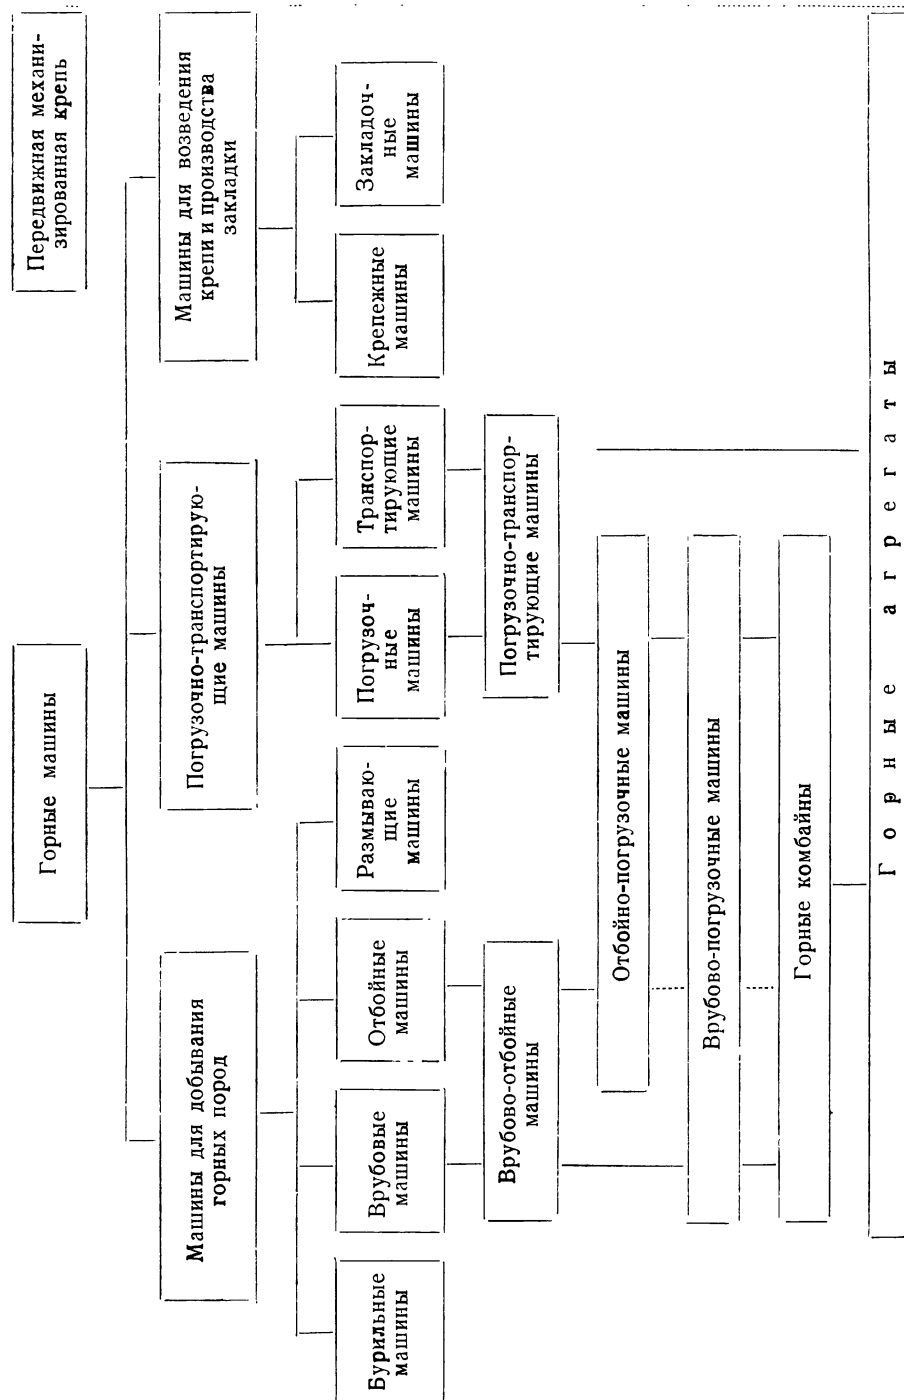 Горные машины
Передвижная механи-
зированная крепь
Машины для добывания
горных пород
Погрузочно-транспортирую-
щие машины
Машины для возведения
крепи и производства
закладки
Бурильные
машины
Врубовые
машины
Отбойные
машины
Размываю-
щие
машины
Погрузоч-
ные
машины
Транспор-
тирующие
машины
Крепежные
машины
Закладоч-
ные
машины
Врубово-отбойные
машины
Погрузочно-транспор-
тирующие машины
Отбойно-погрузочные машины
Врубово-погрузочные машины
Горные комбайны
Горные агрегаты